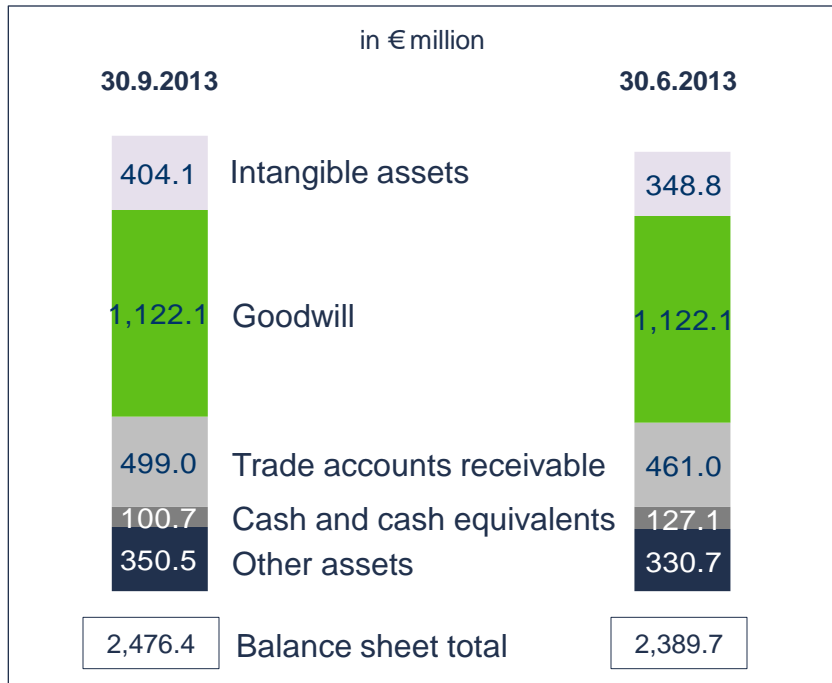 in € million
30.9.2013 30.6.2013
404.1 Intangible assets 348.8
1,122.1 Goodwill 1,122.1
499.0 Trade accounts receivable 461.0
100.7 Cash and cash equivalents 127.1
350.5 Other assets 330.7
2,476.4 Balance sheet total 2,389.7